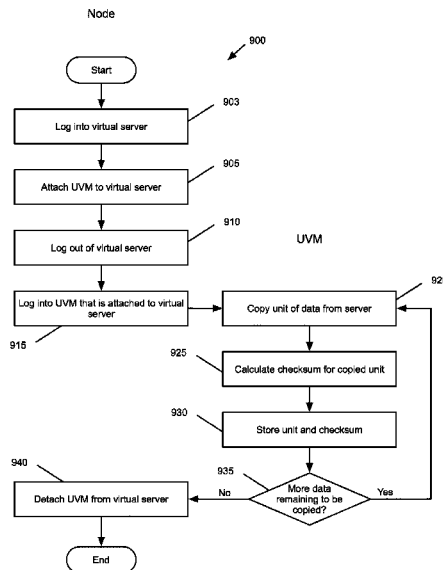 Node
900
Start
903
Log into virtual server
905
Attach UVM to virtual server
910
Log out of virtual server
UVM
92
Log into UVM that is attached to virtual
server
915
Copy unit of data from server
925
Calculate checksum for copied unit
930
Store unit and checksum
940
935
Detach UVM from virtual server
No
More data
remaining to be
copied?
Yes
End